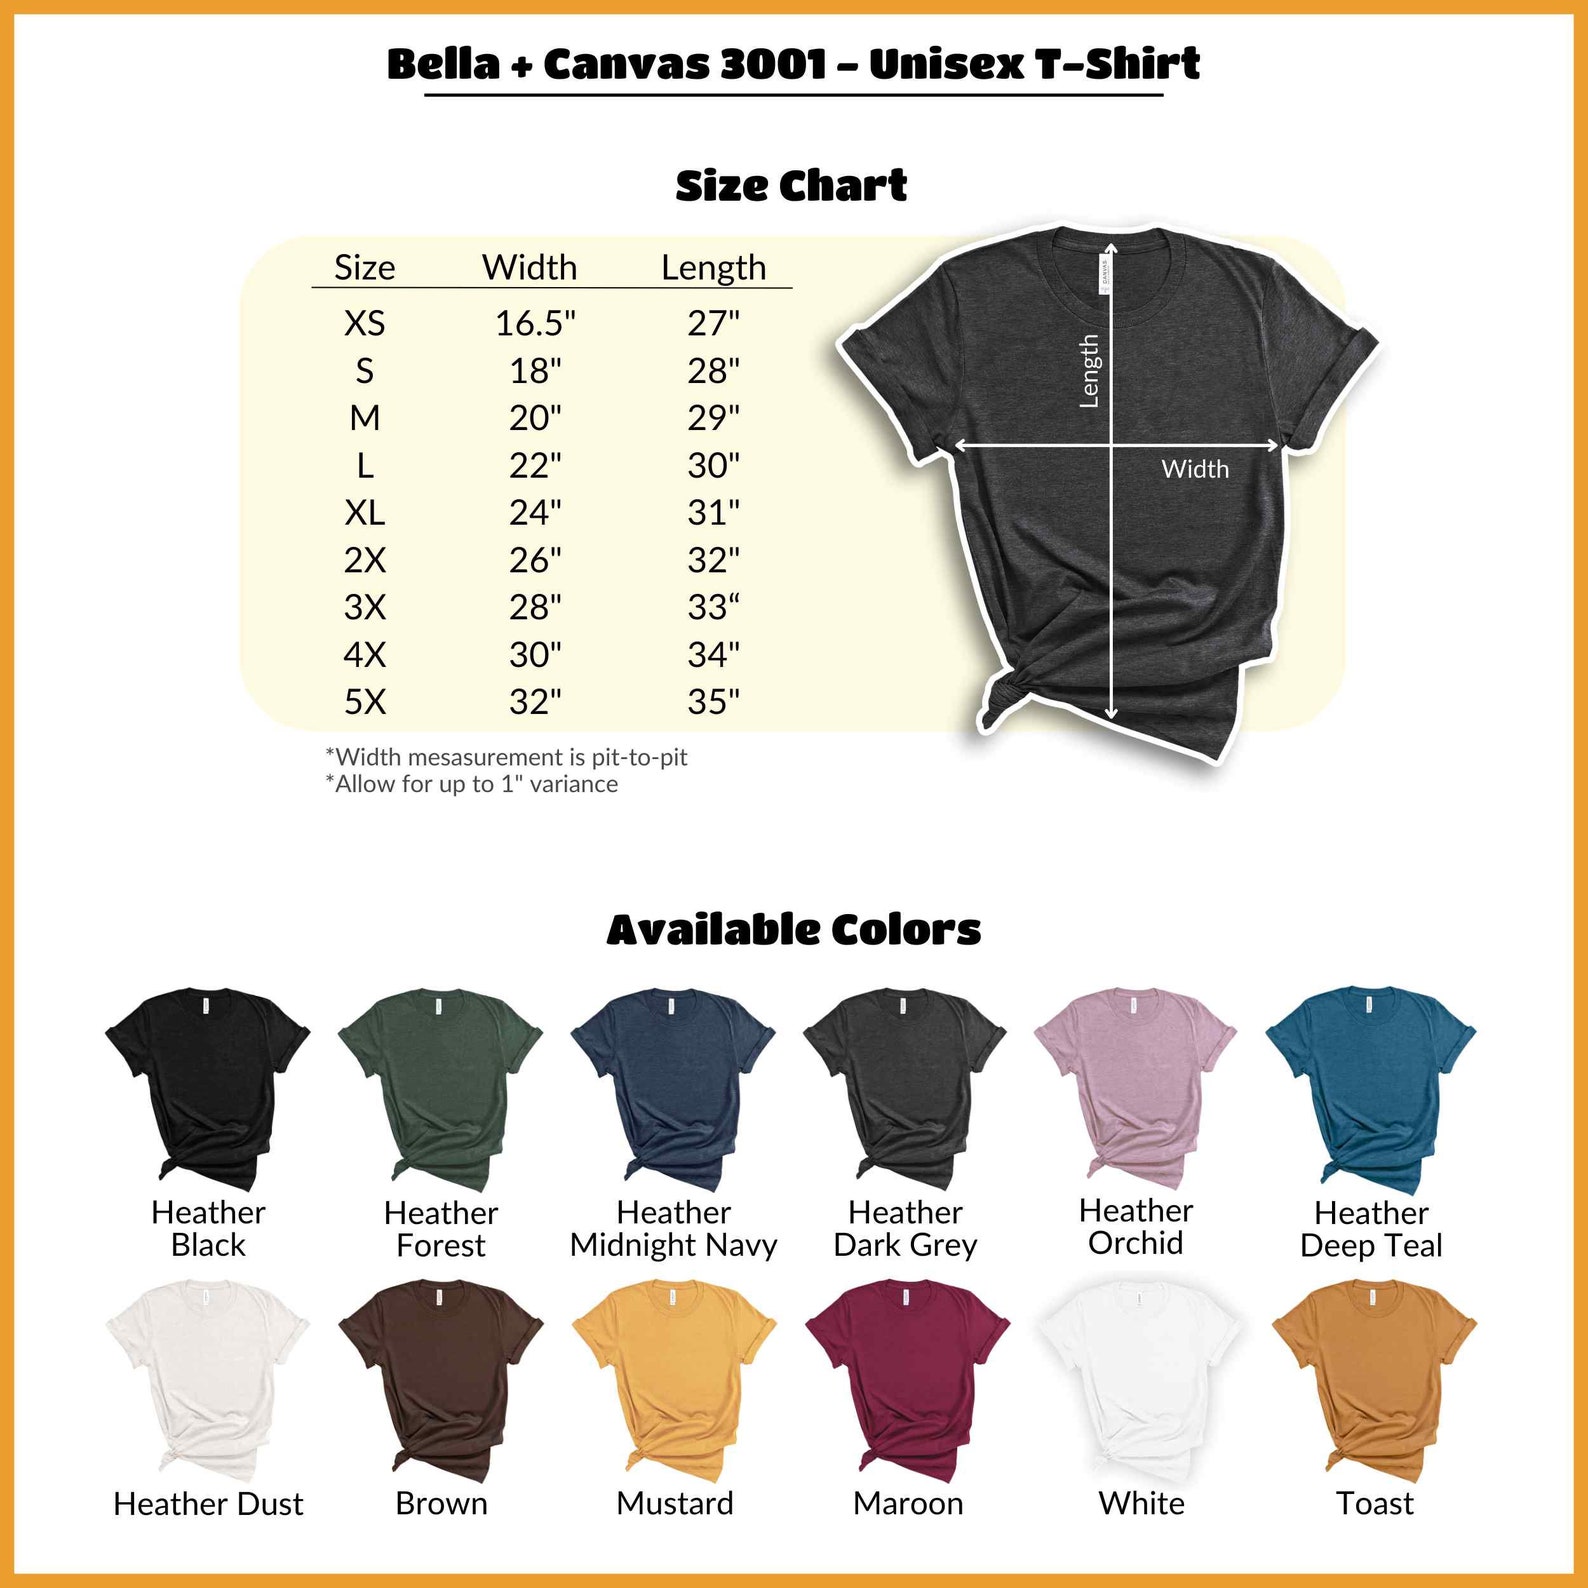 Bella + Canvas 3001 - Unisex T-Shirt
Size Chart
Size Width Length
XS 16.5" 27"
S 18" 28"
M 20" 29"
L 22" 30"
XL 24" 31"
2X 26" 32"
3X 28" 33“
4X 30" 34"
5X 32" 35"
*Width mesasurement is pit-to-pit
*Allow for up to 1" variance
CANVAS
Length
Width
Available Colors
Heather
Black
Heather
Forest
Heather
Midnight Navy
Heather
Dark Grey
Heather
Orchid
Heather
Deep Teal
Heather Dust
Brown
Mustard
Maroon
White
Toast